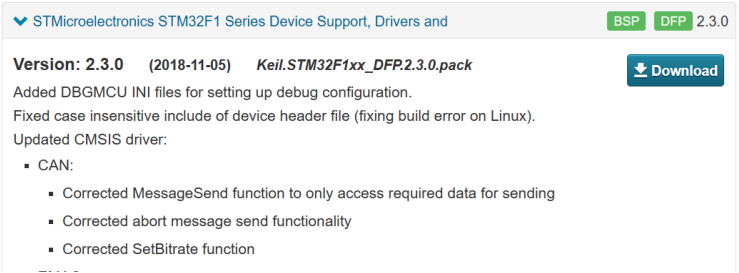 STMicroelectronics STM32F1 Series Device Support, Drivers and BSP DFP 2.3.0
Version: 2.3.0 (2018-11-05) Keil.STM32F1xx_DFP.2.3.0.pack Download
Added DBGMCU INI files for setting up debug configuration.
Fixed case insensitive include of device header file (fixing build error on Linux).
Updated CMSIS driver:
CAN:
Corrected MessageSend function to only access required data for sending
Corrected abort message send functionality
Corrected SetBitrate function